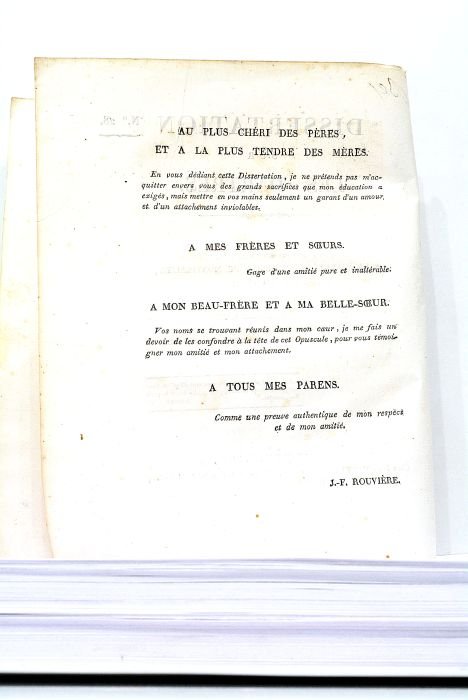 AU PLUS CHÉRI DES PÈRES,
ET A LA PLUS TENDRE DES MÈRES.
En vous dédiant cette Dissertation, je ne prétends pas m'ac-
quitter envers vous des grands sacrifices que mon éducation a
exigés, mais mettre en vos mains seulement un garant d'un amour
et d'un attachement inviolables.
A MES FRÈRES ET SŒURS.
Gage d'une amitié pure et inaltérable.
A MON BEAU-FRÈRE ET A MA BELLE-SŒUR.
Vos noms se trouvant réunis dans mon cœur, je me fais un
devoir de les confondre à la tête de cet Opuscule, pour vous témoi-
gner mon amitié et mon attachement.
A TOUS MES PARENS.
Comme une preuve authentique de mon respect
et de mon amitié.
J.-F. ROUVIÈRE.